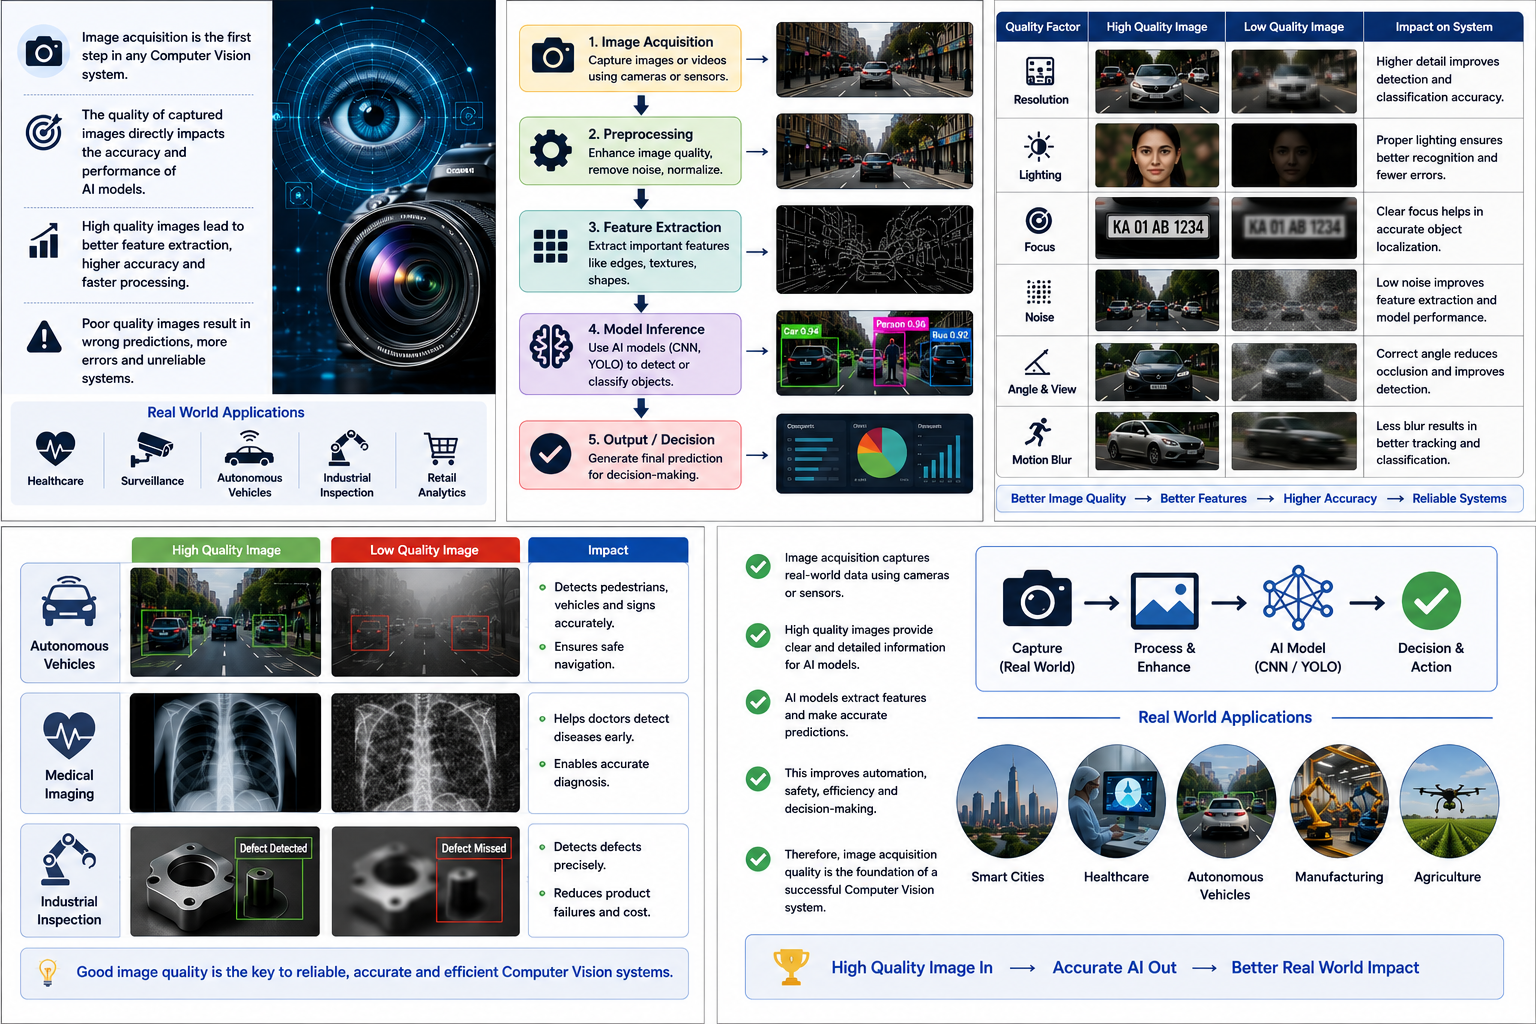 Image acquisition is the first
step in any Computer Vision
system.
The quality of captured
images directly impacts
the accuracy and
performance of
AI models.
High quality images lead to
better feature extraction,
higher accuracy and
faster processing.
Poor quality images result in
wrong predictions, more
errors and unreliable
systems.
Real World Applications
Healthcare
Surveillance
Autonomous
Vehicles
Industrial
Inspection
Retail
Analytics
1. Image Acquisition
Capture images or videos
using cameras or sensors.
2. Preprocessing
Enhance image quality,
remove noise, normalize.
3. Feature Extraction
Extract important features
like edges, textures,
shapes.
4. Model Inference
Use AI models (CNN,
YOLO) to detect or
classify objects.
Car 0.94
Person 0.96
Bus 0.92
5. Output / Decision
Generate final prediction
for decision-making.
Quality Factor
High Quality Image
Low Quality Image
Impact on System
Resolution
Higher detail improves
detection and
classification accuracy.
Lighting
Proper lighting ensures
better recognition and
fewer errors.
Focus
KA 01 AB 1234
KA 01 AB 1234
Clear focus helps in
accurate object
localization.
Noise
Low noise improves
feature extraction and
model performance.
Angle & View
Correct angle reduces
occlusion and improves
detection.
Motion Blur
Less blur results in
better tracking and
classification.
Better Image Quality → Better Features → Higher Accuracy → Reliable Systems
High Quality Image
Low Quality Image
Impact
Autonomous
Vehicles
Detects pedestrians,
vehicles and signs
accurately.
Ensures safe
navigation.
Medical
Imaging
Helps doctors detect
diseases early.
Enables accurate
diagnosis.
Industrial
Inspection
Defect Detected
Defect Missed
Detects defects
precisely.
Reduces product
failures and cost.
Good image quality is the key to reliable, accurate and efficient Computer Vision systems.
Image acquisition captures
real-world data using cameras
or sensors.
High quality images provide
clear and detailed information
for AI models.
AI models extract features
and make accurate
predictions.
This improves automation,
safety, efficiency and
decision-making.
Therefore, image acquisition
quality is the foundation of a
successful Computer Vision
system.
Capture
(Real World)
Process &
Enhance
AI Model
(CNN / YOLO)
Decision &
Action
Real World Applications
Smart Cities
Healthcare
Autonomous
Vehicles
Manufacturing
Agriculture
High Quality Image In → Accurate AI Out → Better Real World Impact